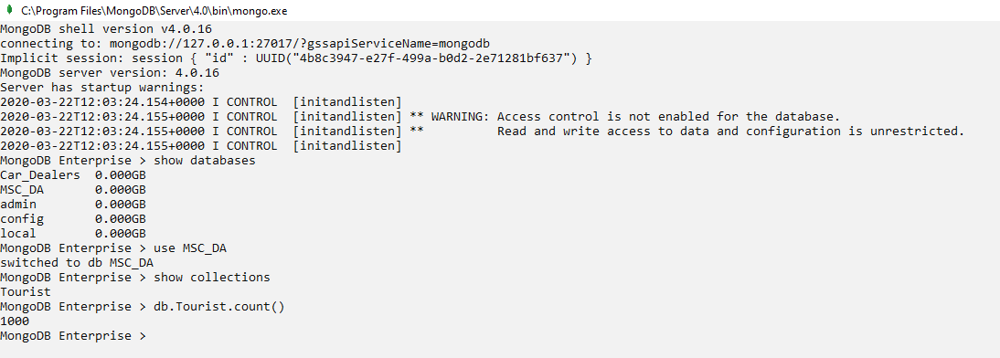 C:\Program Files\MongoDB\Server\4.0\bin\mongo.exe
MongoDB shell version v4.0.16
connecting to: mongodb://127.0.0.1:27017/?gssapiServiceName=mongodb
Implicit session: session { "id" : UUID("4b8c3947-e27f-499a-b0d2-2e71281bf637") }
MongoDB server version: 4.0.16
Server has startup warnings:
2020-03-22T12:03:24.154+0000 I CONTROL  [initandlisten]
2020-03-22T12:03:24.155+0000 I CONTROL  [initandlisten] ** WARNING: Access control is not enabled for the database.
2020-03-22T12:03:24.155+0000 I CONTROL  [initandlisten] **          Read and write access to data and configuration is unrestricted.
2020-03-22T12:03:24.155+0000 I CONTROL  [initandlisten]
MongoDB Enterprise > show databases
Car_Dealers  0.000GB
MSC_DA       0.000GB
admin        0.000GB
config       0.000GB
local        0.000GB
MongoDB Enterprise > use MSC_DA
switched to db MSC_DA
MongoDB Enterprise > show collections
Tourist
MongoDB Enterprise > db.Tourist.count()
1000
MongoDB Enterprise >